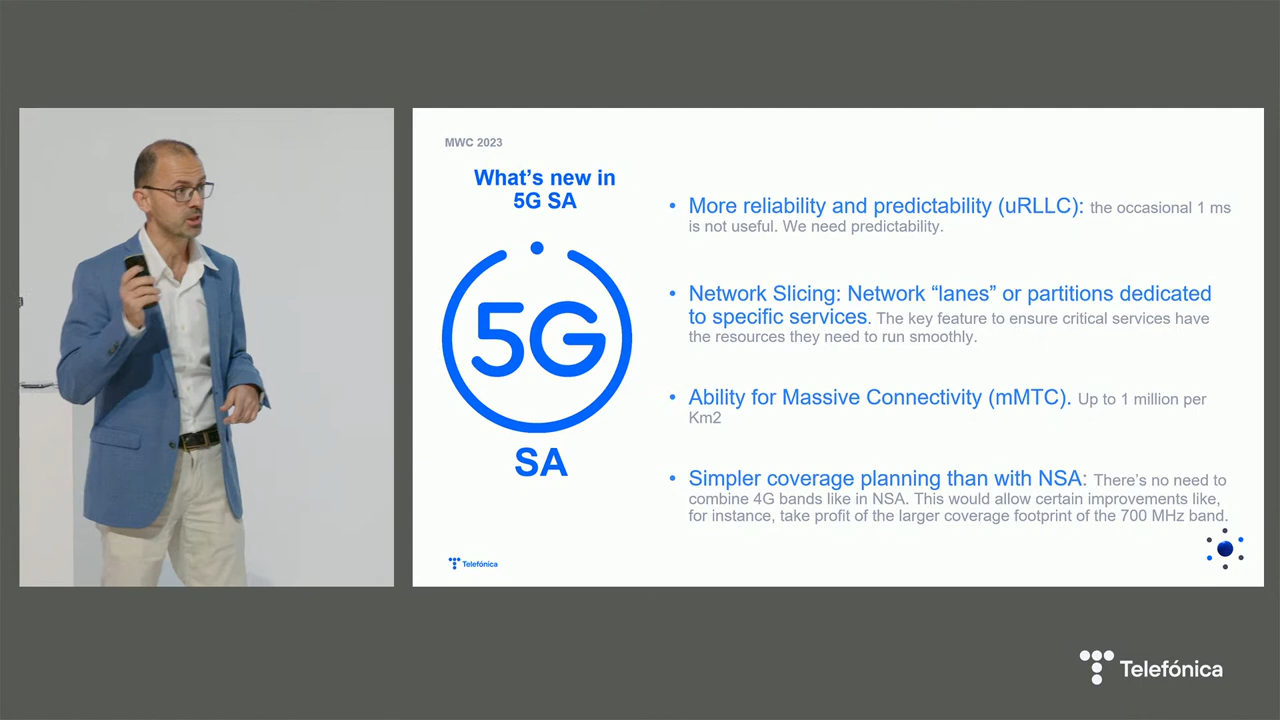 MWC 2023
What's new in
5G SA
5G
SA
• More reliability and predictability (uRLLC): the occasional 1 ms
is not useful. We need predictability.
• Network Slicing: Network “lanes” or partitions dedicated
to specific services. The key feature to ensure critical services have
the resources they need to run smoothly.
• Ability for Massive Connectivity (mMTC). Up to 1 million per
Km2
• Simpler coverage planning than with NSA: There's no need to
combine 4G bands like in NSA. This would allow certain improvements like,
for instance, take profit of the larger coverage footprint of the 700 MHz band.
Telefónica
Telefónica